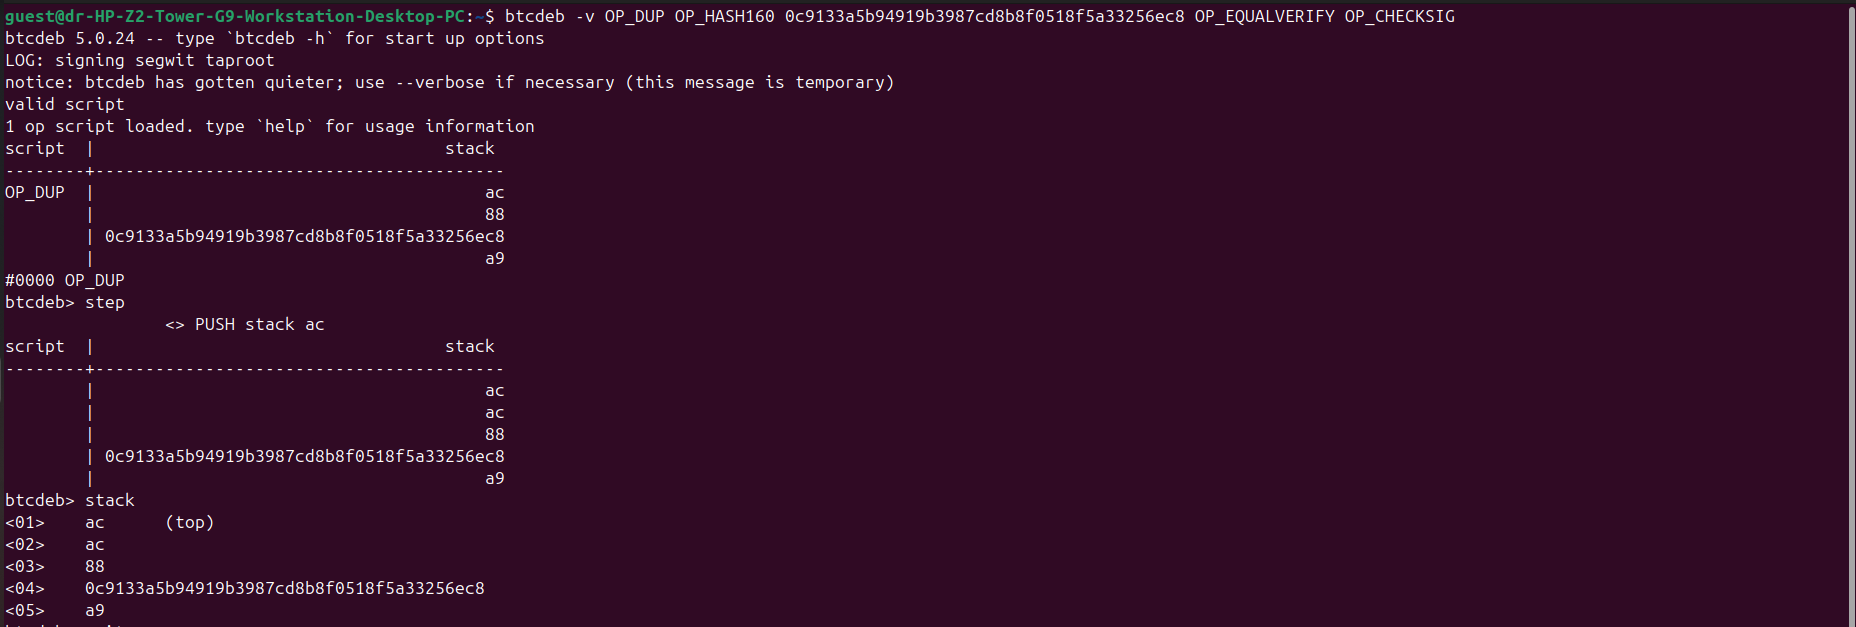 guest@dr-HP-Z2-Tower-G9-Workstation-Desktop-PC:~$ btcdeb -v OP_DUP OP_HASH160 0c9133a5b94919b3987cd8b8f0518f5a33256ec8 OP_EQUALVERIFY OP_CHECKSIG
btcdeb 5.0.24 -- type `btcdeb -h` for start up options
LOG: signing segwit taproot
notice: btcdeb has gotten quieter; use --verbose if necessary (this message is temporary)
valid script
1 op script loaded. type `help` for usage information
script  |                                   stack
--------+-----------------------------------------
OP_DUP  |                                       ac
        |                                       88
        | 0c9133a5b94919b3987cd8b8f0518f5a33256ec8
        |                                       a9
#0000 OP_DUP
btcdeb> step
                <> PUSH stack ac
script  |                                   stack
--------+-----------------------------------------
        |                                       ac
        |                                       ac
        |                                       88
        | 0c9133a5b94919b3987cd8b8f0518f5a33256ec8
        |                                       a9
btcdeb> stack
<01>    ac      (top)
<02>    ac
<03>    88
<04>    0c9133a5b94919b3987cd8b8f0518f5a33256ec8
<05>    a9